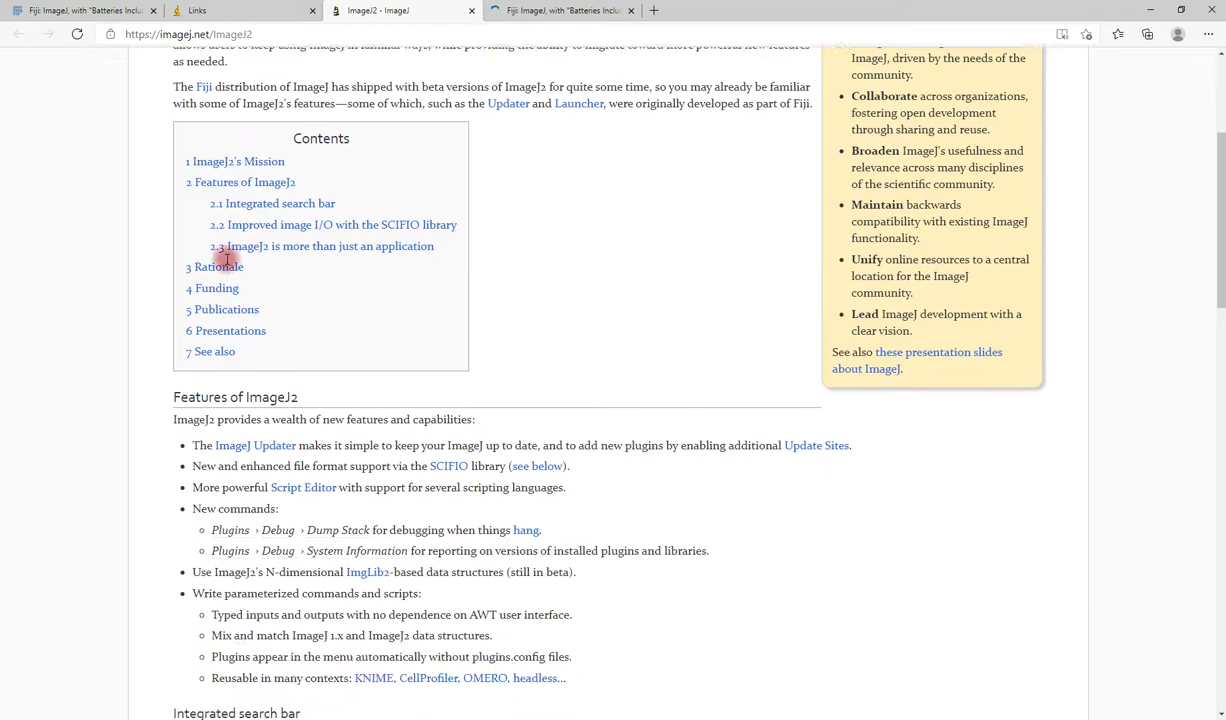 Fiji: ImageJ, with "Batteries Inclu
Links
ImageJ2 - ImageJ
Fiji: ImageJ, with "Batteries Inclu
https://imagej.net/ImageJ2
as needed.
The Fiji distribution of ImageJ has shipped with beta versions of ImageJ2 for quite some time, so you may already be familiar
with some of ImageJ2's features—some of which, such as the Updater and Launcher, were originally developed as part of Fiji.
Contents
1 ImageJ2's Mission
2 Features of ImageJ2
2.1 Integrated search bar
2.2 Improved image I/O with the SCIFIO library
2.3 ImageJ2 is more than just an application
3 Rationale
4 Funding
5 Publications
6 Presentations
7 See also
ImageJ, driven by the needs of the
community.
• Collaborate across organizations,
fostering open development
through sharing and reuse.
• Broaden ImageJ's usefulness and
relevance across many disciplines
of the scientific community.
• Maintain backwards
compatibility with existing ImageJ
functionality.
• Unify online resources to a central
location for the ImageJ
community.
• Lead ImageJ development with a
clear vision.
See also these presentation slides
about ImageJ.
Features of ImageJ2
ImageJ2 provides a wealth of new features and capabilities:
• The ImageJ Updater makes it simple to keep your ImageJ up to date, and to add new plugins by enabling additional Update Sites.
• New and enhanced file format support via the SCIFIO library (see below).
• More powerful Script Editor with support for several scripting languages.
• New commands:
Plugins › Debug › Dump Stack for debugging when things hang.
Plugins › Debug › System Information for reporting on versions of installed plugins and libraries.
• Use ImageJ2's N-dimensional ImgLib2-based data structures (still in beta).
• Write parameterized commands and scripts:
Typed inputs and outputs with no dependence on AWT user interface.
Mix and match ImageJ 1.x and ImageJ2 data structures.
Plugins appear in the menu automatically without plugins.config files.
Reusable in many contexts: KNIME, CellProfiler, OMERO, headless...
Integrated search bar